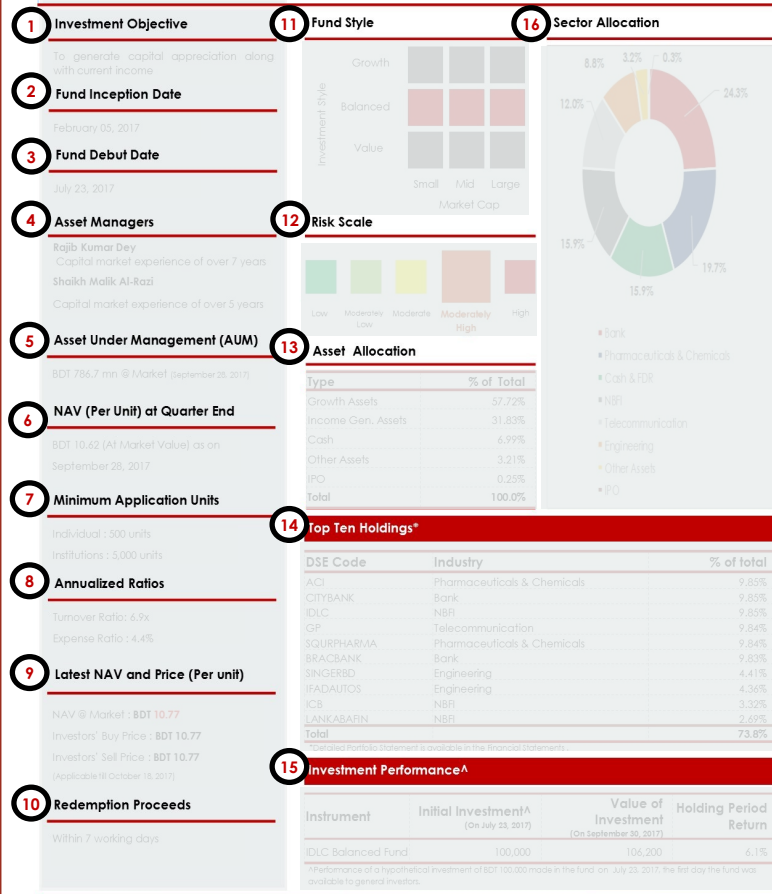 1 Investment Objective
To generate capital appreciation along
with current income
2 Fund Inception Date
February 05, 2017
3 Fund Debut Date
July 23, 2017
4 Asset Managers
Rajib Kumar Dey
Capital market experience of over 7 years
Shaikh Malik Al-Razi
Capital market experience of over 5 years
5 Asset Under Management (AUM)
BDT 786.7 mn @ Market (September 28, 2017)
6 NAV (Per Unit) at Quarter End
BDT 10.62 (At Market Value) as on
September 28, 2017
7 Minimum Application Units
Individual : 500 units
Institutions : 5,000 units
8 Annualized Ratios
Turnover Ratio: 6.9x
Expense Ratio : 4.4%
9 Latest NAV and Price (Per unit)
NAV @ Market : BDT 10.77
Investors' Buy Price : BDT 10.77
Investors' Sell Price : BDT 10.77
(Applicable till October 18, 2017)
10 Redemption Proceeds
Within 7 working days
11 Fund Style
Investment Style
Growth
Balanced
Value
Small Mid Large
Market Cap
12 Risk Scale
Low Moderately Moderate Moderately High
Low High
13 Asset Allocation
Type % of Total
Growth Assets 57.72%
Income Gen. Assets 31.83%
Cash 6.99%
Other Assets 3.21%
IPO 0.25%
Total 100.0%
16 Sector Allocation
8.8% 3.2% 0.3%
24.3%
12.0%
15.9%
19.7%
15.9%
Bank
Pharmaceuticals & Chemicals
Cash & FDR
NBFI
Telecommunication
Engineering
Other Assets
IPO
14 Top Ten Holdings*
DSE Code Industry % of total
ACI Pharmaceuticals & Chemicals 9.85%
CITYBANK Bank 9.85%
IDLC NBFI 9.85%
GP Telecommunication 9.84%
SQURPHARMA Pharmaceuticals & Chemicals 9.84%
BRACBANK Bank 9.83%
SINGERBD Engineering 4.41%
IFADAUTOS Engineering 4.36%
ICB NBFI 3.32%
LANKABAFIN NBFI 2.69%
Total 73.8%
*Detailed Portfolio Statement is available in the Financial Statements.
15 Investment Performance^
Instrument Initial Investment^ Value of Investment Holding Period Return
(On July 23, 2017) (On September 30, 2017)
IDLC Balanced Fund 100,000 106,200 6.1%
^Performance of a hypothetical investment of BDT 100,000 made in the fund on July 23, 2017, the first day the fund was
available to general investors.